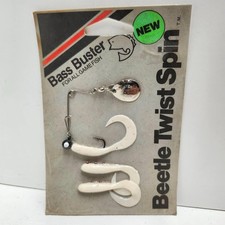 Bass Buster
FOR ALL GAME FISH
NEW
Beetle Twist Spin